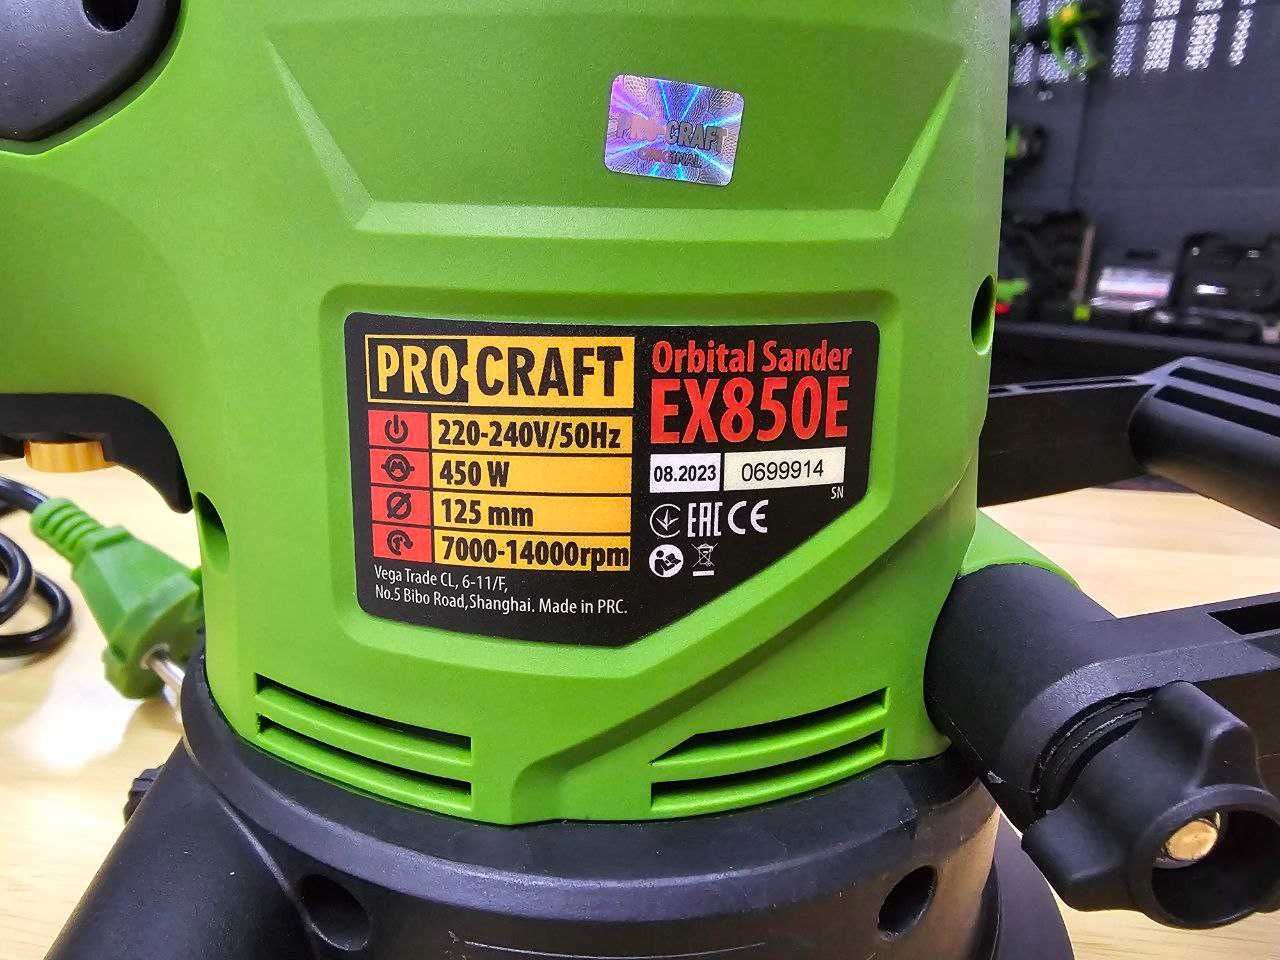 PRO-CRAFT
ORIGINAL
PRO-CRAFT
220-240V/50Hz
450 W
125 mm
7000-14000rpm
Vega Trade CL, 6-11/F,
No.5 Bibo Road, Shanghai. Made in PRC.
Orbital Sander
EX850E
08.2023 0699914
SN
EAC CE